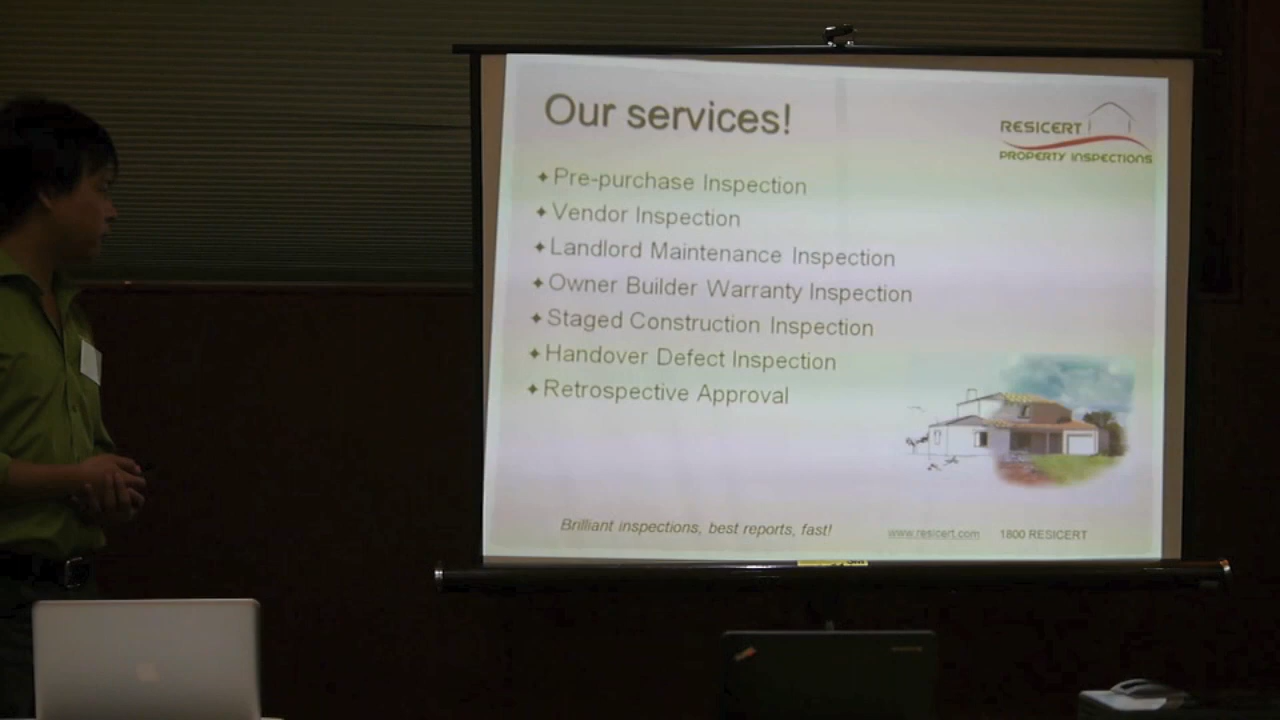 Our services!
RESICERT
PROPERTY INSPECTIONS
Pre-purchase Inspection
Vendor Inspection
Landlord Maintenance Inspection
Owner Builder Warranty Inspection
Staged Construction Inspection
Handover Defect Inspection
Retrospective Approval
Brilliant inspections, best reports, fast!
www.resicert.com 1800 RESICERT